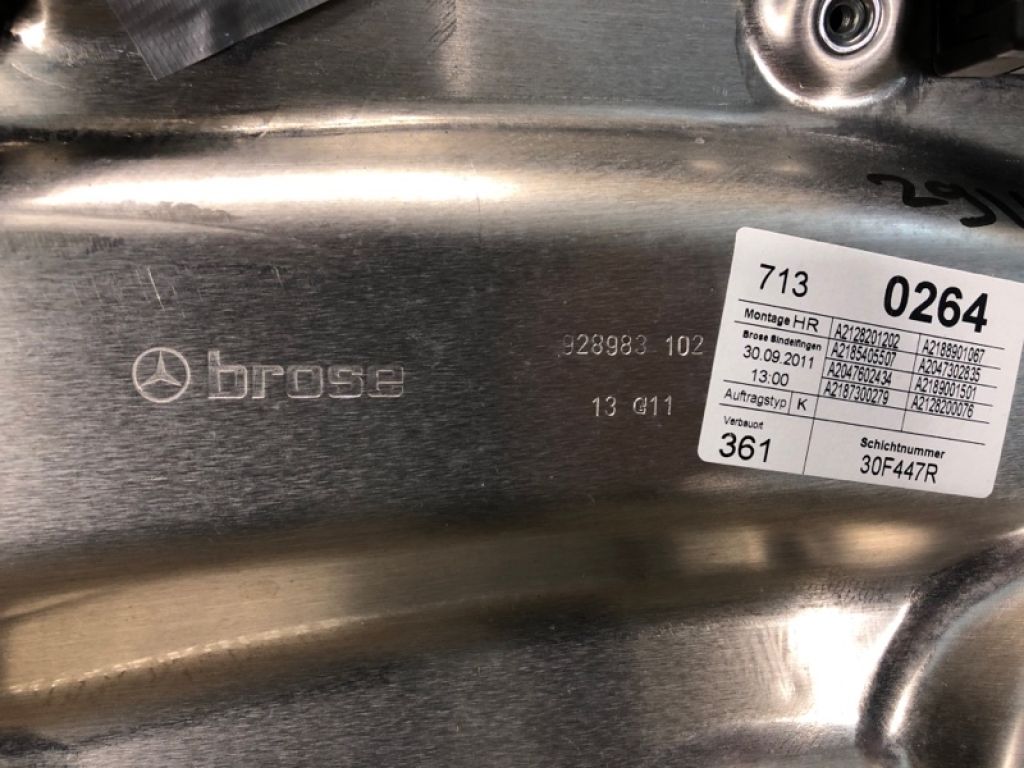 brose
928983 102
13 G11
713 0264
Montage HR
Brose Sindelfingen
30.09.2011
13:00
Auftragstyp K
Verbauort
361
A2128201202 A2188901067
A2185405507 A2047302835
A2047602434 A2189001501
A2187300279 A2128200076
Schichtnummer
30F447R